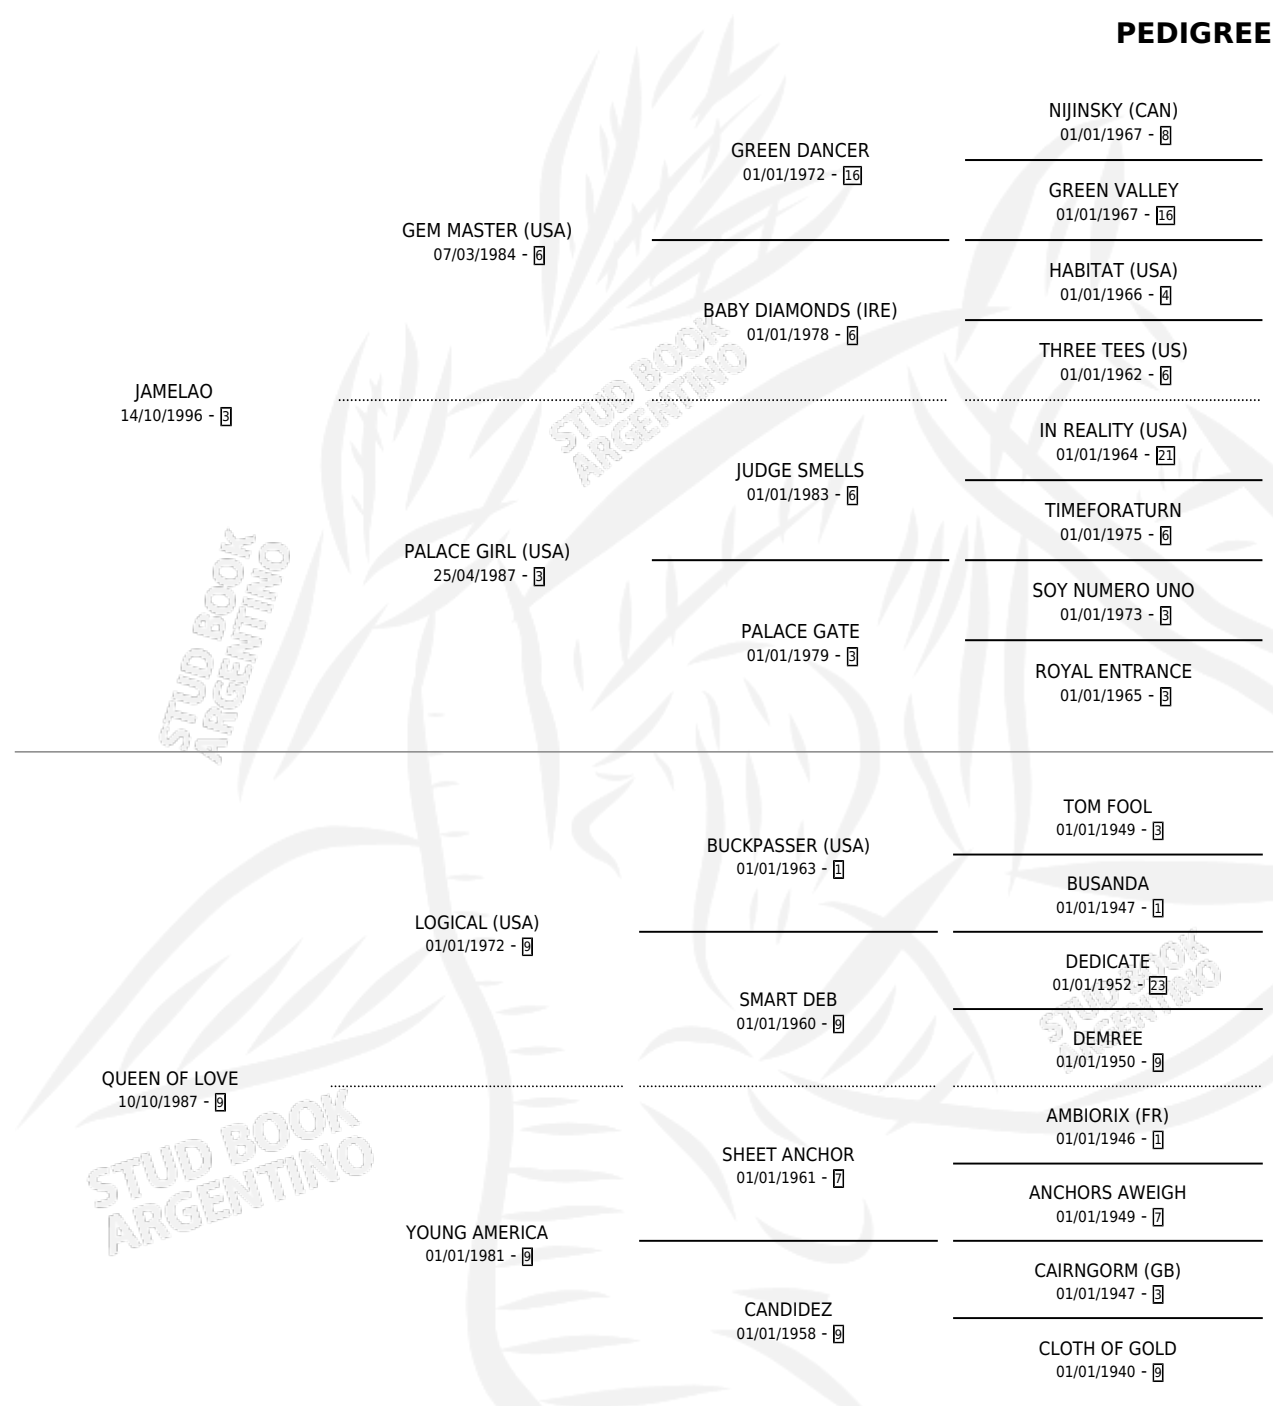 PEDIGREE
NIJINSKY (CAN)
01/01/1967 - 8
GREEN DANCER
01/01/1972 - 16
GREEN VALLEY
01/01/1967 - 16
GEM MASTER (USA)
07/03/1984 - 6
HABITAT (USA)
01/01/1966 - 4
BABY DIAMONDS (IRE)
01/01/1978 - 6
THREE TEES (US)
01/01/1962 - 6
JAMELAO
14/10/1996 - 3
IN REALITY (USA)
01/01/1964 - 21
JUDGE SMELLS
01/01/1983 - 6
TIMEFORATURN
01/01/1975 - 6
PALACE GIRL (USA)
25/04/1987 - 3
SOY NUMERO UNO
01/01/1973 - 3
PALACE GATE
01/01/1979 - 3
ROYAL ENTRANCE
01/01/1965 - 3
TOM FOOL
01/01/1949 - 3
BUCKPASSER (USA)
01/01/1963 - 1
BUSANDA
01/01/1947 - 1
LOGICAL (USA)
01/01/1972 - 9
DEDICATE
01/01/1952 - 23
SMART DEB
01/01/1960 - 9
DEMREE
01/01/1950 - 9
QUEEN OF LOVE
10/10/1987 - 9
AMBIORIX (FR)
01/01/1946 - 1
SHEET ANCHOR
01/01/1961 - 7
ANCHORS AWEIGH
01/01/1949 - 7
YOUNG AMERICA
01/01/1981 - 9
CAIRNGORM (GB)
01/01/1947 - 3
CANDIDEZ
01/01/1958 - 9
CLOTH OF GOLD
01/01/1940 - 9
STUD BOOK
ARGENTINO
STUD BOOK
ARGENTINO
STUD BOOK
ARGENTINO
STUD BOOK
ARGENTINO